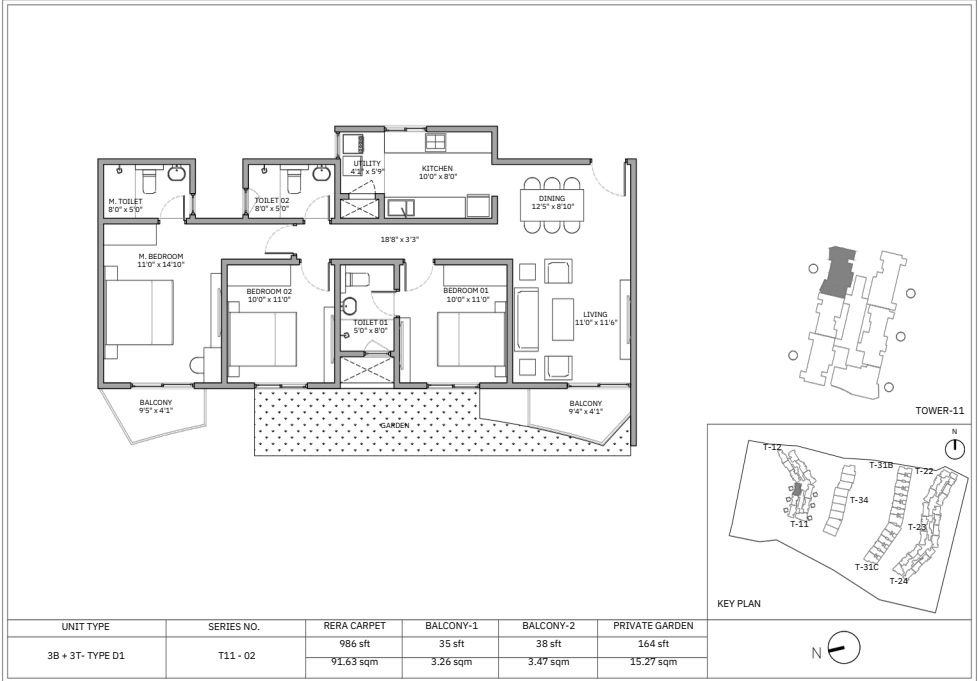 UTILITY
4'1" x 5'9"
KITCHEN
10'0" x 8'0"
M. TOILET
8'0" x 5'0"
TOILET 02
8'0" x 5'0"
DINING
12'5" x 8'10"
18'8" x 3'3"
M. BEDROOM
11'0" x 14'10"
BEDROOM 02
10'0" x 11'0"
BEDROOM 01
10'0" x 11'0"
TOILET 01
5'0" x 8'0"
LIVING
11'0" x 11'6"
BALCONY
9'5" x 4'1"
BALCONY
9'4" x 4'1"
GARDEN
TOWER-11
N
T-12
T-31B
T-22
T-34
T-11
T-23
T-31C
T-24
KEY PLAN
UNIT TYPE SERIES NO. RERA CARPET BALCONY-1 BALCONY-2 PRIVATE GARDEN
3B + 3T- TYPE D1 T11 - 02 986 sft 35 sft 38 sft 164 sft
91.63 sqm 3.26 sqm 3.47 sqm 15.27 sqm
N